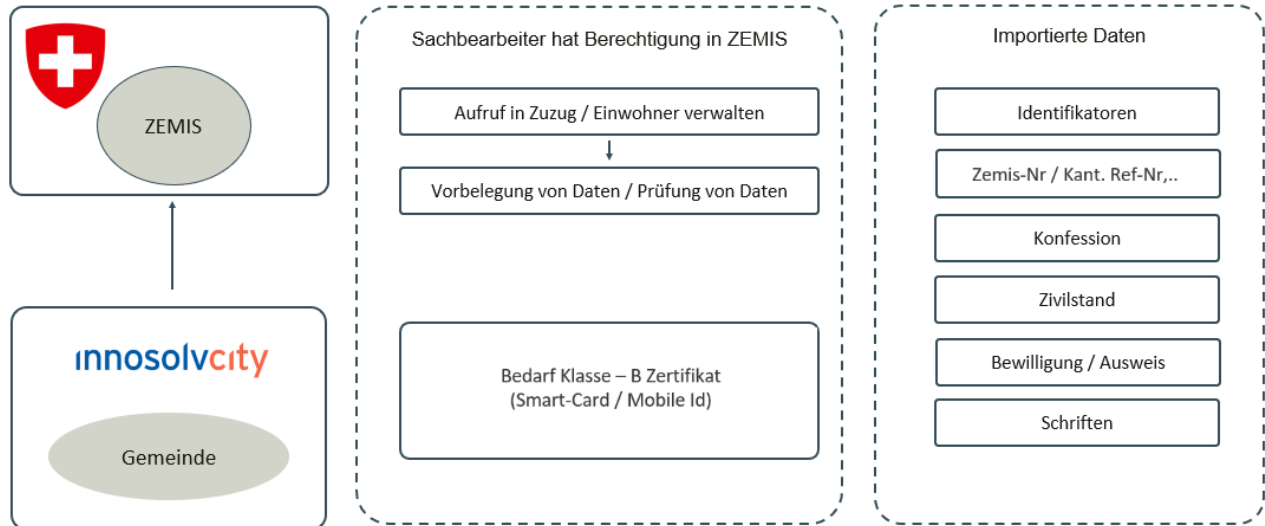 ZEMIS
innosolvcity
Gemeinde
Sachbearbeiter hat Berechtigung in ZEMIS
Aufruf in Zuzug / Einwohner verwalten
Vorbelegung von Daten / Prüfung von Daten
Bedarf Klasse – B Zertifikat
(Smart-Card / Mobile Id)
Importierte Daten
Identifikatoren
Zemis-Nr / Kant. Ref-Nr,..
Konfession
Zivilstand
Bewilligung / Ausweis
Schriften